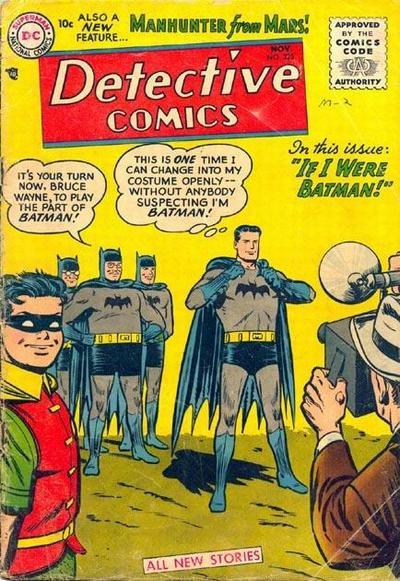 SUPERMAN
DC
NATIONAL COMICS
10c
ALSO A
NEW
FEATURE...
MANHUNTER from MARS!
APPROVED
BY THE
COMICS
CODE
AUTHORITY
NOV.
NO. 225
Detective
COMICS
M-2
In this issue:
"IF I WERE
BATMAN!"
IT'S YOUR TURN
NOW, BRUCE
WAYNE, TO PLAY
THE PART OF
BATMAN!
THIS IS ONE TIME I
CAN CHANGE INTO MY
COSTUME OPENLY --
WITHOUT ANYBODY
SUSPECTING I'M
BATMAN!
ALL NEW STORIES